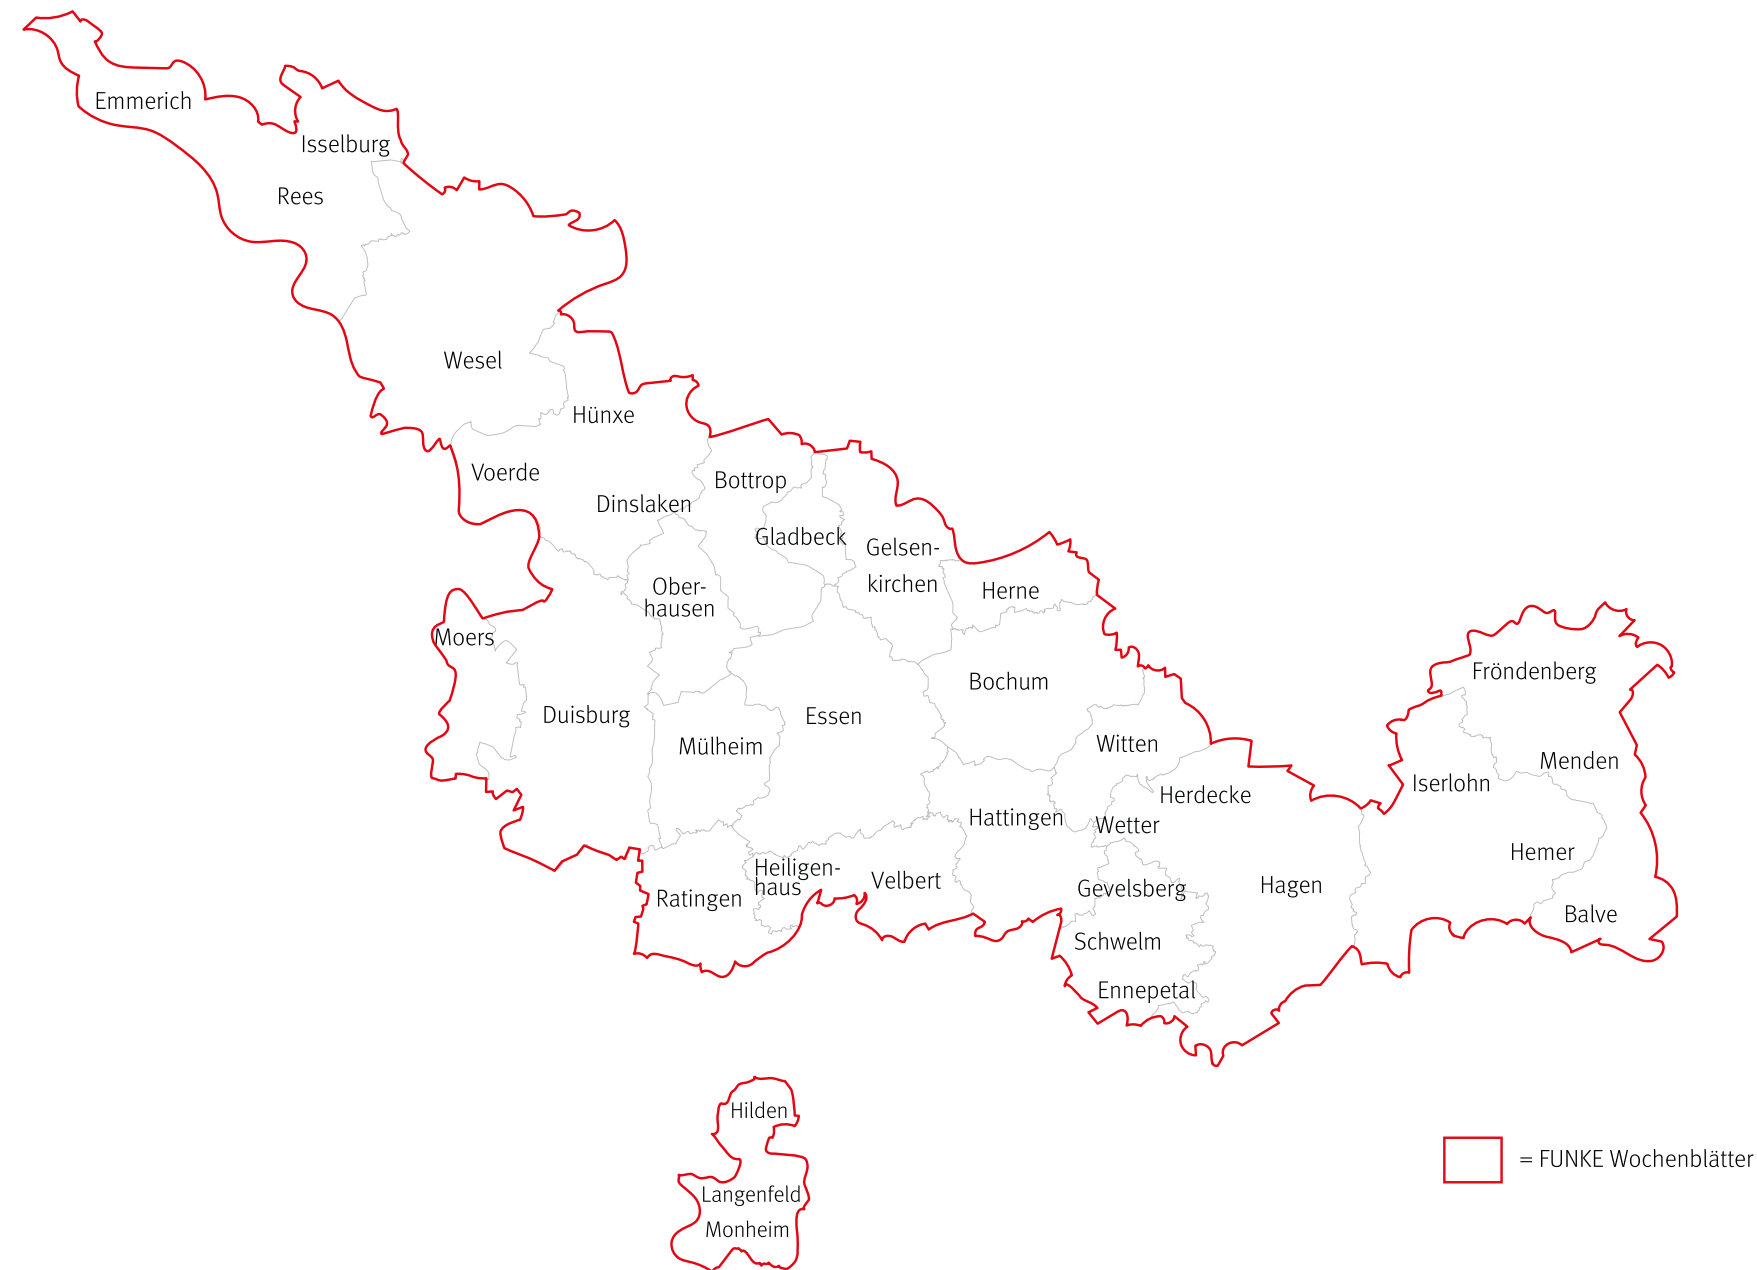 Emmerich
Isselburg
Rees
Wesel
Hünxe
Voerde
Dinslaken
Bottrop
Gladbeck
Gelsen-
kirchen
Herne
Ober-
hausen
Moers
Duisburg
Mülheim
Essen
Bochum
Witten
Herdecke
Hattingen
Wetter
Heiligen-
haus
Velbert
Ratingen
Gevelsberg
Hagen
Schwelm
Ennepetal
Fröndenberg
Menden
Iserlohn
Hemer
Balve
Hilden
Langenfeld
Monheim
= FUNKE Wochenblätter